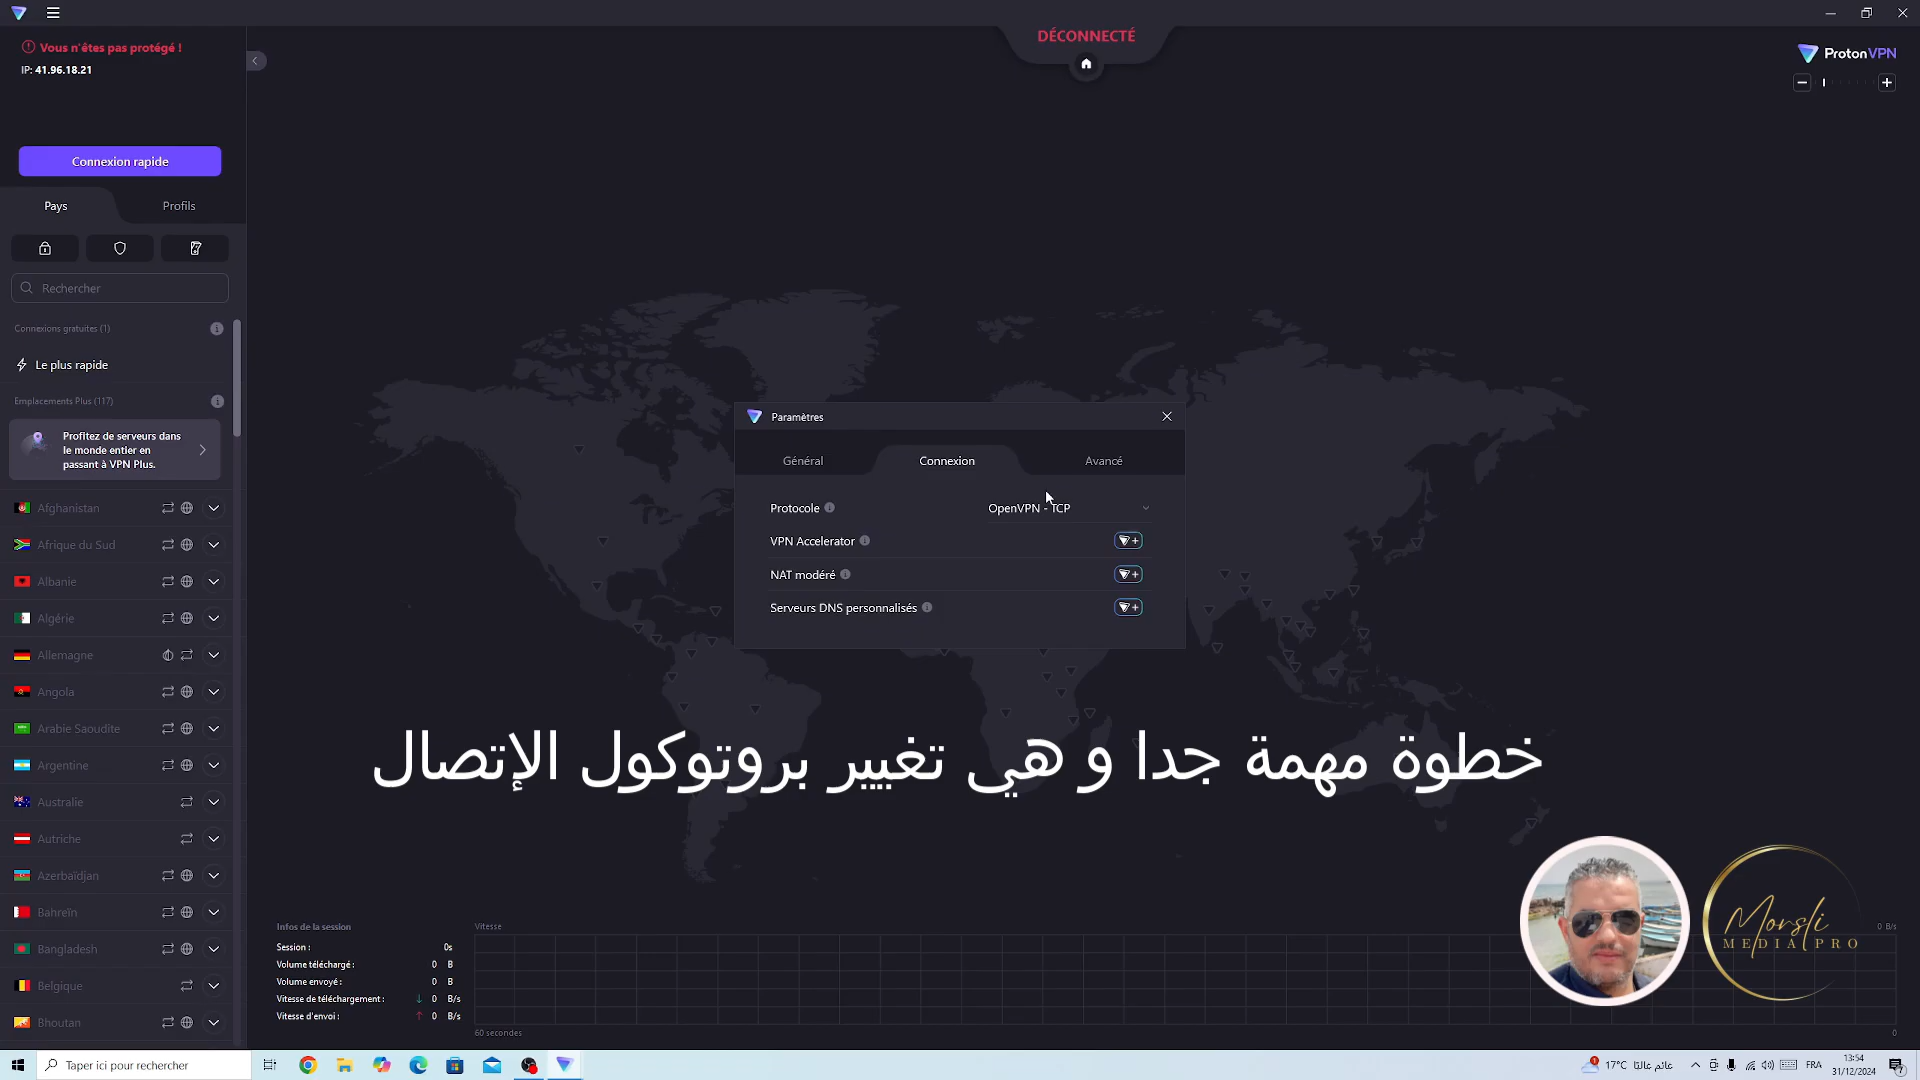 DÉCONNECTÉ
Vous n'êtes pas protégé !
IP: 41.96.18.21
ProtonVPN
Connexion rapide
Pays
Profils
Rechercher
Connexions gratuites (1)
Le plus rapide
Emplacements Plus (117)
Profitez de serveurs dans
le monde entier en
passant à VPN Plus.
Afghanistan
Afrique du Sud
Albanie
Algérie
Allemagne
Angola
Arabie Saoudite
Argentine
Australie
Autriche
Azerbaïdjan
Bahreïn
Bangladesh
Belgique
Bhoutan
Paramètres
Général
Connexion
Avancé
Protocole
OpenVPN - TCP
VPN Accelerator
NAT modéré
Serveurs DNS personnalisés
خطوة مهمة جدا و هي تغيير بروتوكول الإتصال
Infos de la session
Session : 0s
Volume téléchargé : 0 B
Volume envoyé : 0 B
Vitesse de téléchargement : 0 B/s
Vitesse d'envoi : 0 B/s
Vitesse
0 B/s
60 secondes
0
Morsli
MEDIA PRO
Taper ici pour rechercher
17°C غائم غالبًا
FRA
13:54
31/12/2024